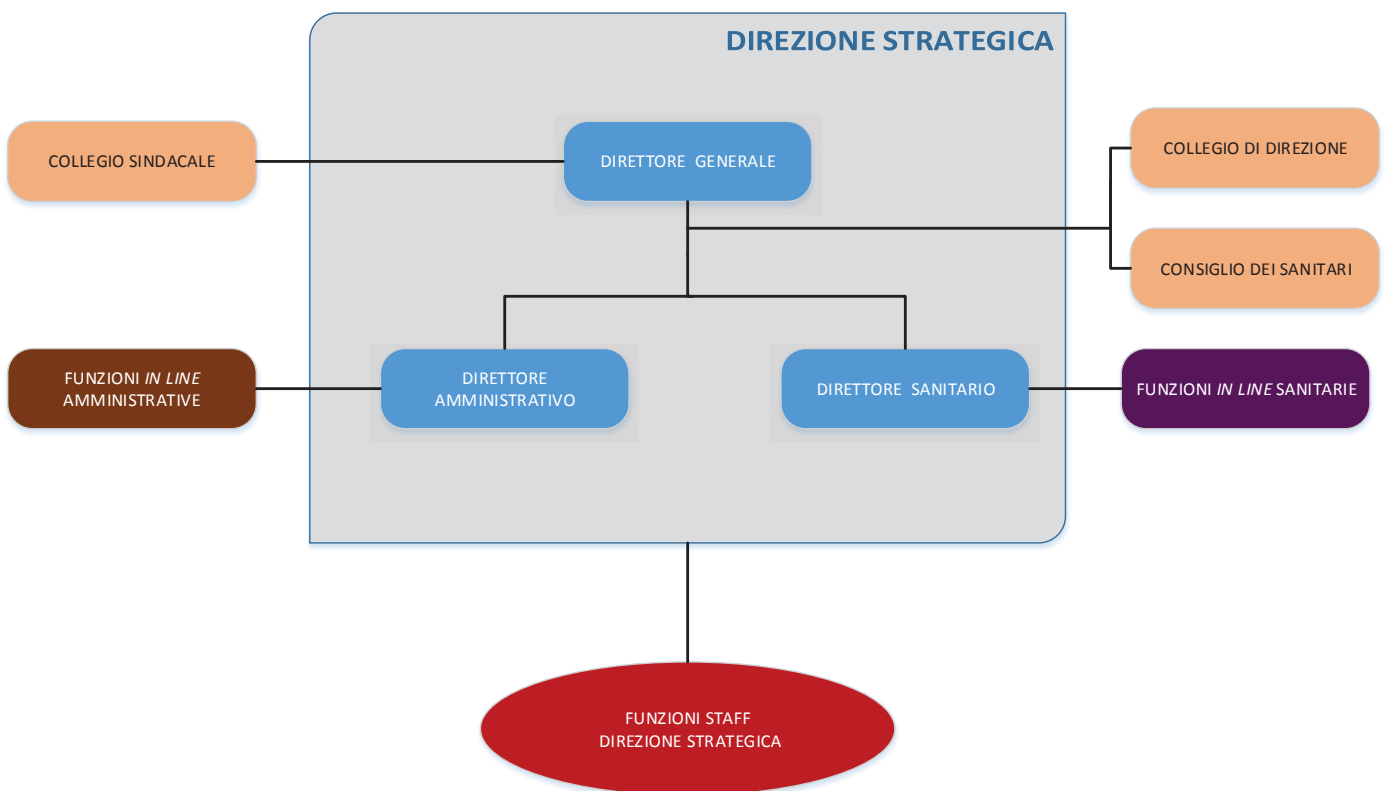 DIREZIONE STRATEGICA
COLLEGIO SINDACALE
DIRETTORE GENERALE
COLLEGIO DI DIREZIONE
CONSIGLIO DEI SANITARI
FUNZIONI IN LINE
AMMINISTRATIVE
DIRETTORE
AMMINISTRATIVO
DIRETTORE SANITARIO
FUNZIONI IN LINE SANITARIE
FUNZIONI STAFF
DIREZIONE STRATEGICA